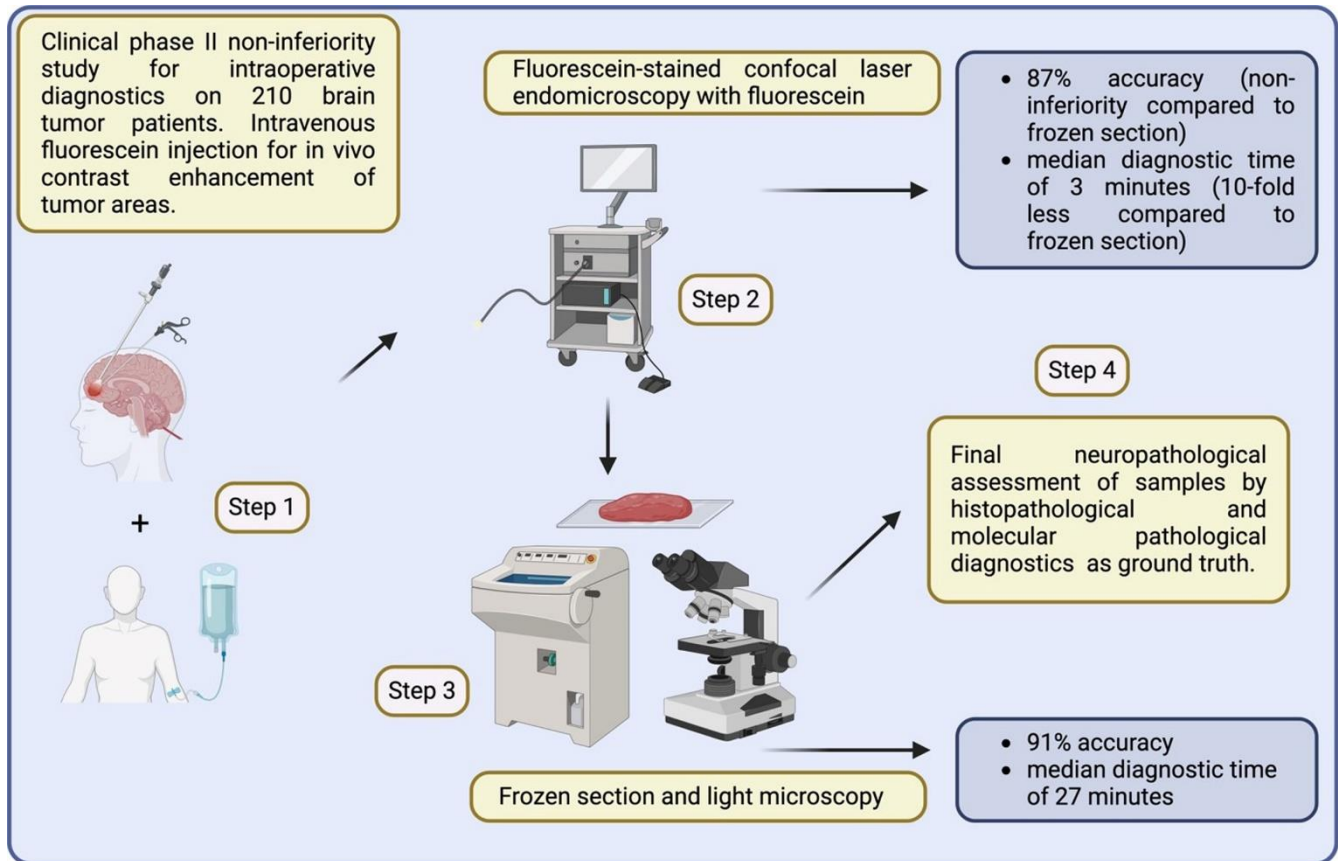 Clinical phase II non-inferiority
study for intraoperative
diagnostics on 210 brain
tumor patients. Intravenous
fluorescein injection for in vivo
contrast enhancement of
tumor areas.
Fluorescein-stained confocal laser
endomicroscopy with fluorescein
• 87% accuracy (non-
inferiority compared to
frozen section)
• median diagnostic time
of 3 minutes (10-fold
less compared to
frozen section)
Step 2
Step 1
+
Step 4
Final neuropathological
assessment of samples by
histopathological and
molecular pathological
diagnostics as ground truth.
Step 3
Frozen section and light microscopy
• 91% accuracy
• median diagnostic time
of 27 minutes